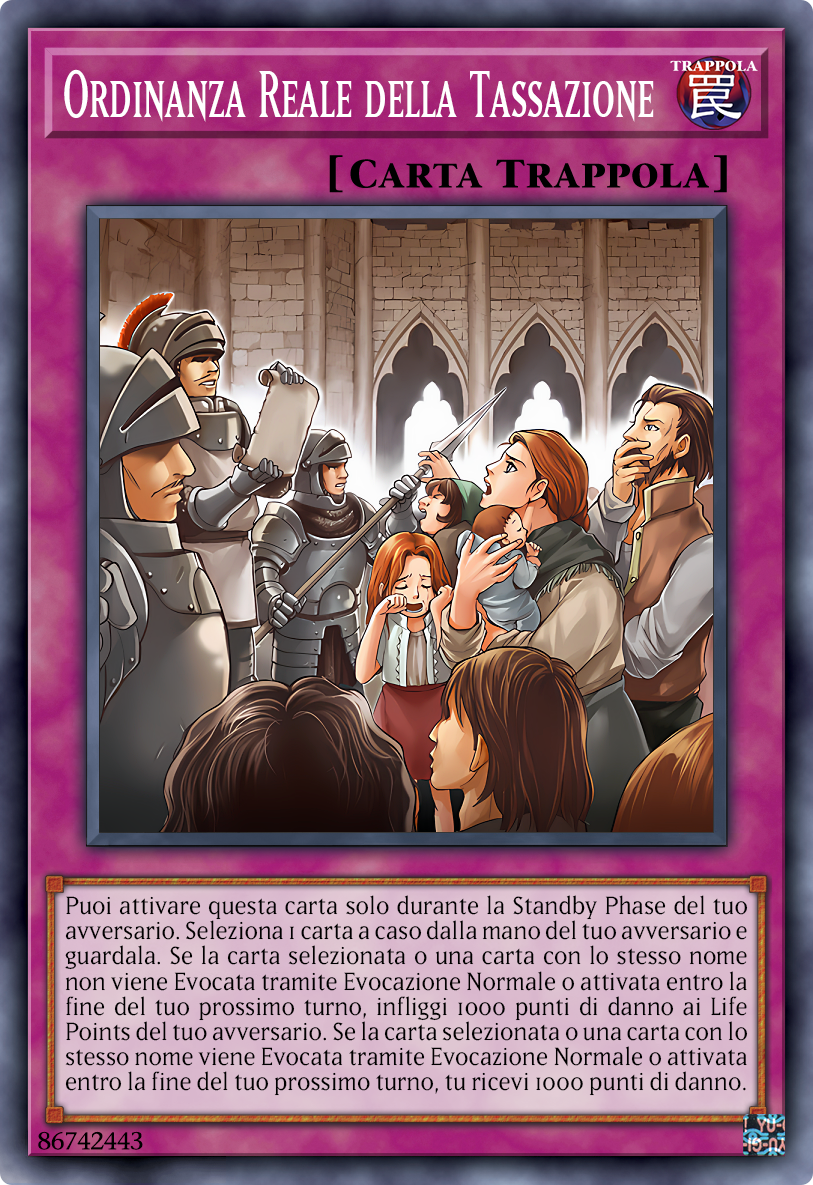 Ordinanza Reale della Tassazione
TRAPPOLA
罠
[Carta Trappola]
Puoi attivare questa carta solo durante la Standby Phase del tuo
avversario. Seleziona 1 carta a caso dalla mano del tuo avversario e
guardala. Se la carta selezionata o una carta con lo stesso nome
non viene Evocata tramite Evocazione Normale o attivata entro la
fine del tuo prossimo turno, infliggi 1000 punti di danno ai Life
Points del tuo avversario. Se la carta selezionata o una carta con lo
stesso nome viene Evocata tramite Evocazione Normale o attivata
entro la fine del tuo prossimo turno, tu ricevi 1000 punti di danno.
86742443